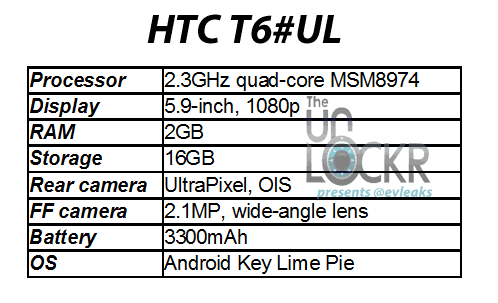 HTC T6#UL
Processor 2.3GHz quad-core MSM8974
Display 5.9-inch, 1080p
RAM 2GB
Storage 16GB
Rear camera UltraPixel, OIS
FF camera 2.1MP, wide-angle lens
Battery 3300mAh
OS Android Key Lime Pie
The
UN
LOCKR
presents @evleaks